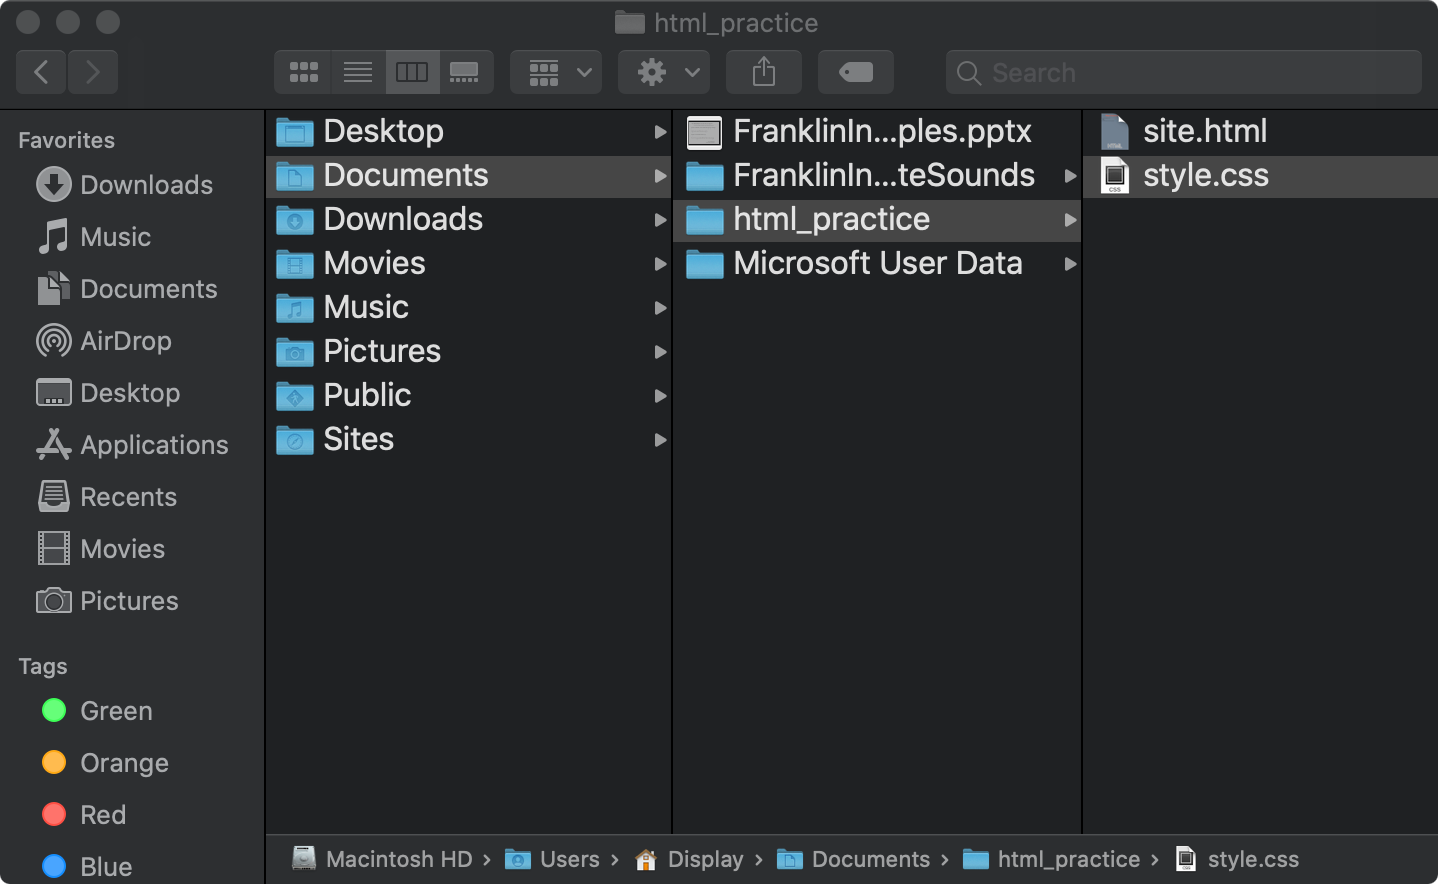 html_practice
Search
Favorites
Downloads
Music
Documents
AirDrop
Desktop
Applications
Recents
Movies
Pictures
Tags
Green
Orange
Red
Blue
Desktop
Documents
Downloads
Movies
Music
Pictures
Public
Sites
FranklinIn...ples.pptx
FranklinIn...teSounds
html_practice
Microsoft User Data
site.html
style.css
Macintosh HD › Users › Display › Documents › html_practice › style.css